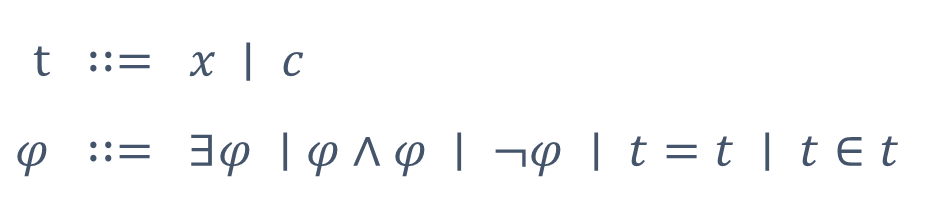 t ::= x | c
φ ::= ∃φ | φ ∧ φ | ¬φ | t = t | t ∈ t